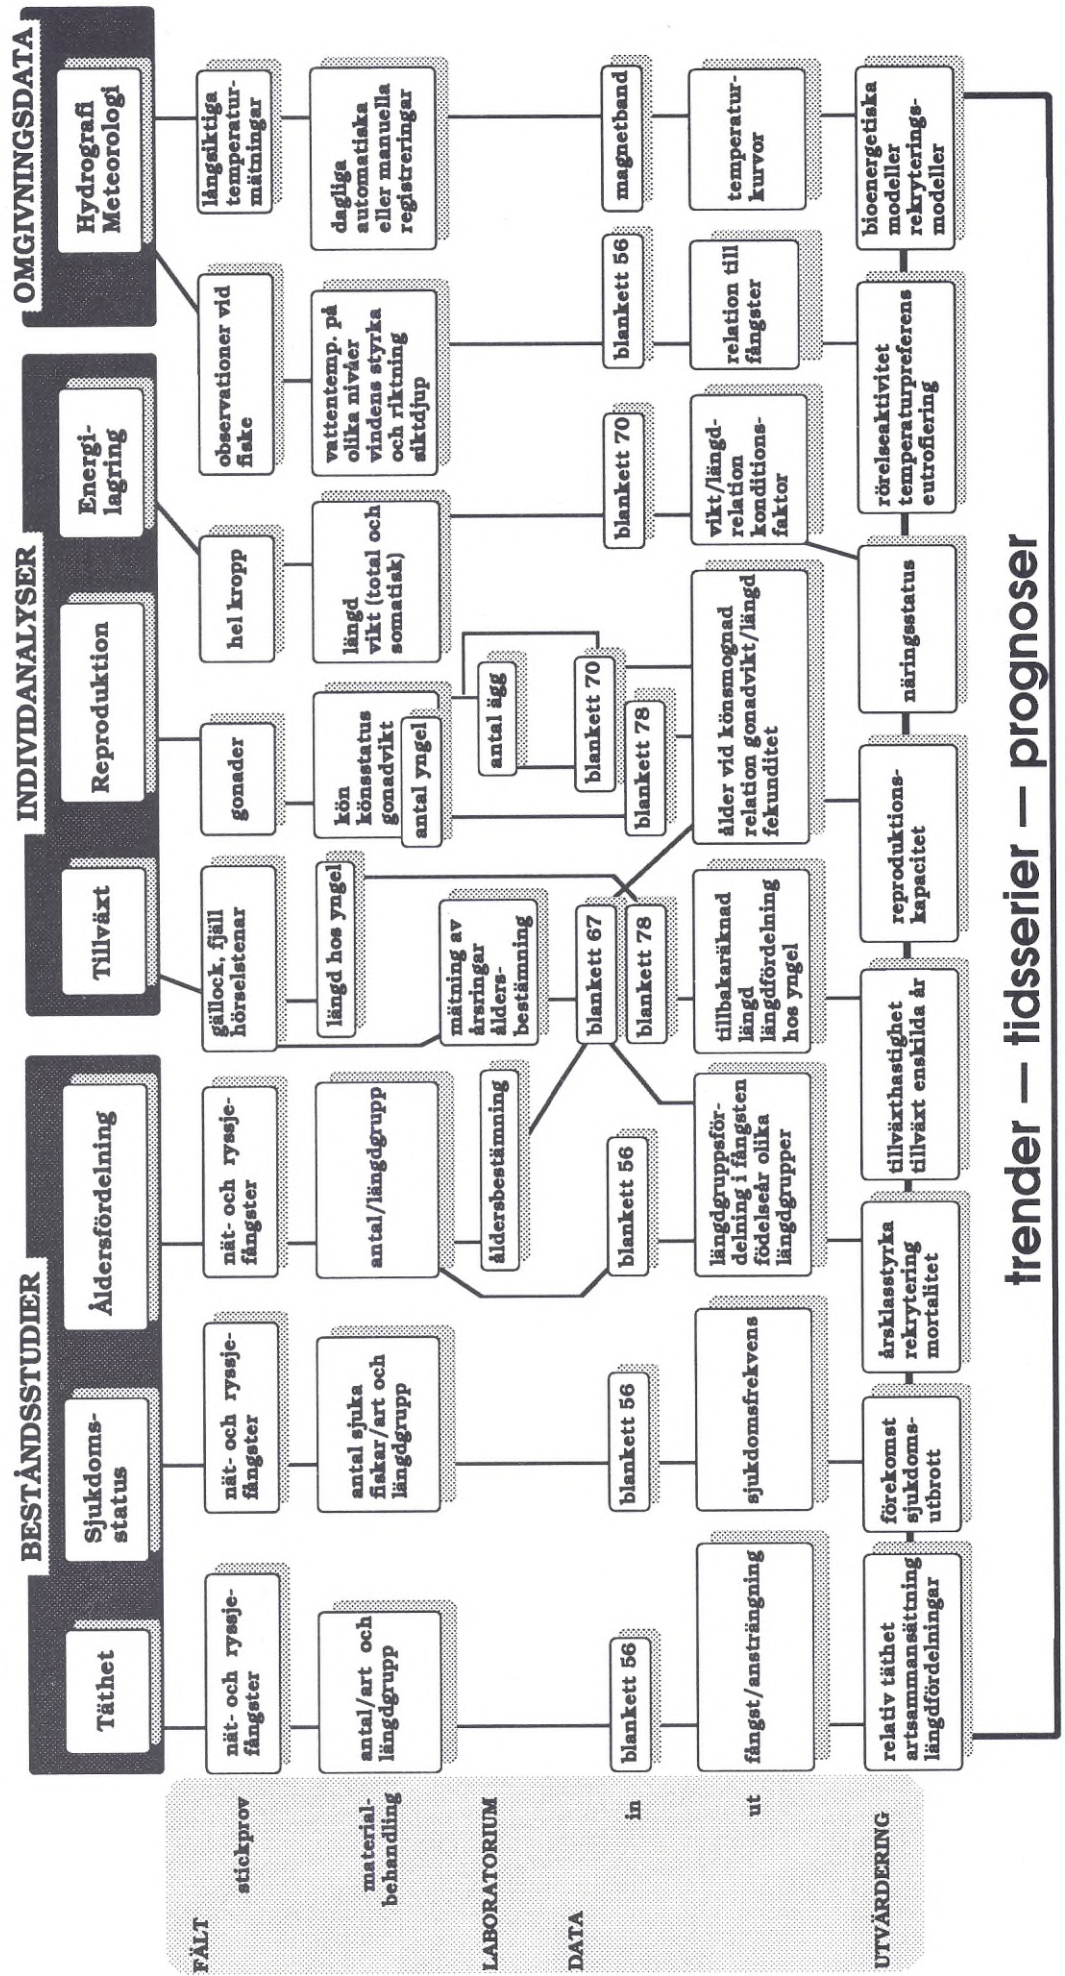 BESTÅNDSSTUDIER
INDIVIDANALYSER
OMGIVNINGSDATA
Täthet
Sjukdoms-
status
Åldersfördelning
Tillväxt
Reproduktion
Energi-
lagring
Hydrografi
Meteorologi
FÄLT
stickprov
nät- och ryssje-
fångster
nät- och ryssje-
fångster
nät- och ryssje-
fångster
gällock, fjäll
hörselstenar
gonader
hel kropp
observationer vid
fiske
långsiktiga
temperatur-
mätningar
material-
behandling
antal/art och
längdgrupp
antal sjuka
fiskar/art och
längdgrupp
antal/längdgrupp
längd hos yngel
kön
könsstatus
gonadvikt
antal yngel
längd
vikt (total och
somatisk)
vattentemp. på
olika nivåer
vindens styrka
och riktning
siktdjup
dagliga
automatiska
eller manuella
registreringar
LABORATORIUM
åldersbestämning
mätning av
årsringar
ålders-
bestämning
antal ägg
DATA
in
blankett 56
blankett 56
blankett 56
blankett 67
blankett 78
blankett 70
blankett 78
blankett 70
blankett 56
magnetband
ut
fångst/ansträngning
sjukdomsfrekvens
längdgruppsför-
delning i fångsten
födelseår olika
längdgrupper
tillbakaräknad
längd
längdfördelning
hos yngel
ålder vid könsmognad
relation gonadvikt/längd
fekunditet
vikt/längd-
relation
konditions-
faktor
relation till
fångster
temperatur-
kurvor
UTVÄRDERING
relativ täthet
artsammansättning
längdfördelningar
förekomst
sjukdoms-
utbrott
årsklasstyrka
rekrytering
mortalitet
tillväxthastighet
tillväxt enskilda år
reproduktions-
kapacitet
näringsstatus
rörelseaktivitet
temperaturpreferens
eutrofiering
bioenergetiska
modeller
rekryterings-
modeller
trender — tidsserier — prognoser